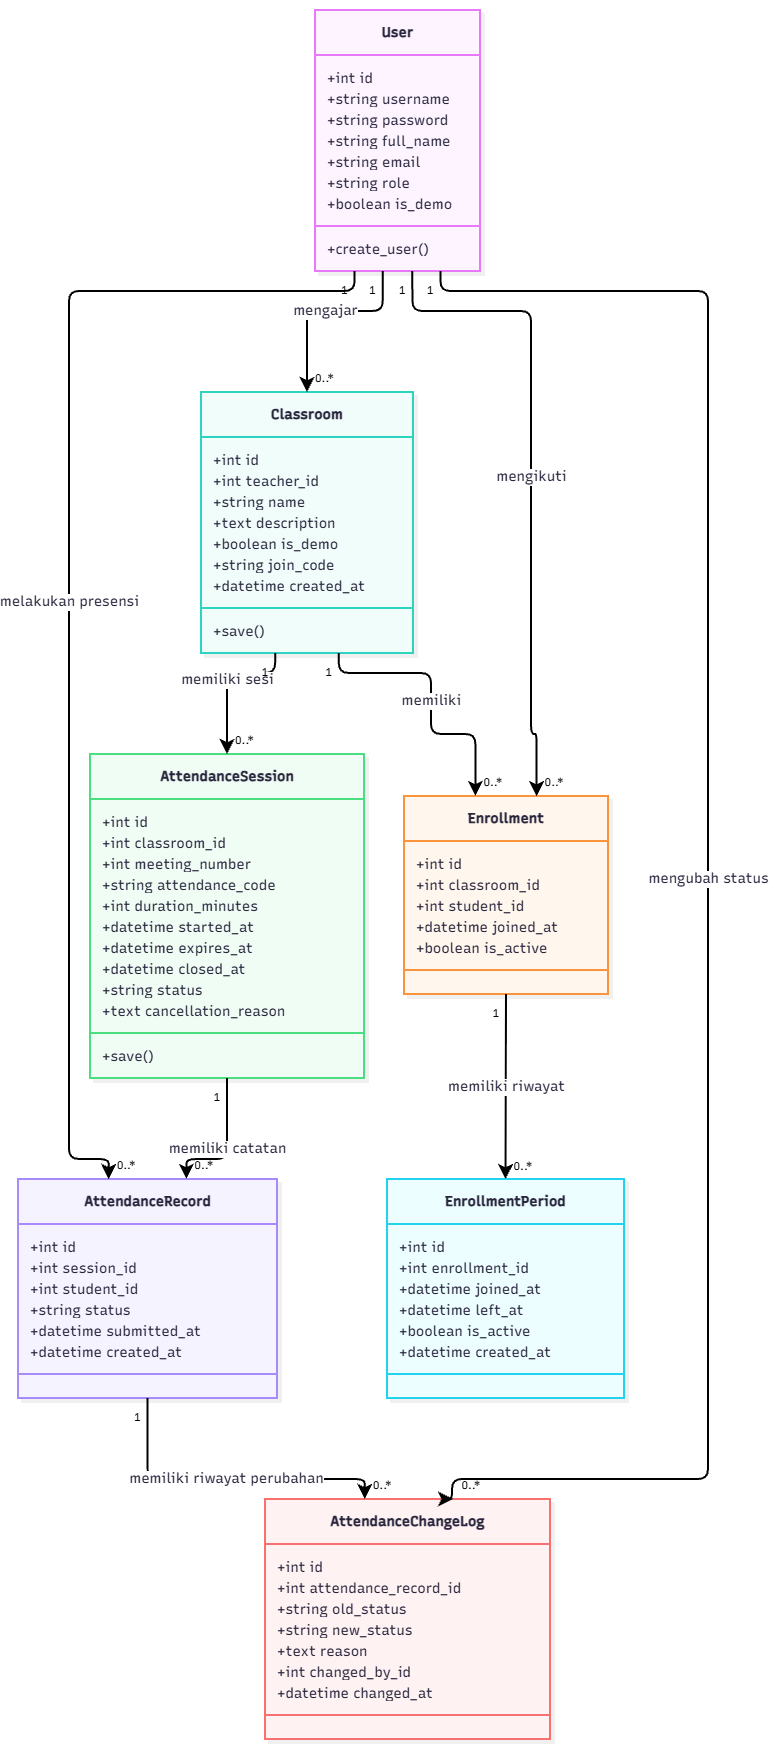 User
+int id
+string username
+string password
+string full_name
+string email
+string role
+boolean is_demo
+create_user()
1
1
1
1
mengajar
0..*
Classroom
+int id
+int teacher_id
+string name
+text description
+boolean is_demo
+string join_code
+datetime created_at
+save()
mengikuti
melakukan presensi
1
1
memiliki sesi
memiliki
0..*
0..*
0..*
AttendanceSession
+int id
+int classroom_id
+int meeting_number
+string attendance_code
+int duration_minutes
+datetime started_at
+datetime expires_at
+datetime closed_at
+string status
+text cancellation_reason
+save()
Enrollment
+int id
+int classroom_id
+int student_id
+datetime joined_at
+boolean is_active
mengubah status
1
1
memiliki riwayat
memiliki catatan
0..*
0..*
0..*
AttendanceRecord
+int id
+int session_id
+int student_id
+string status
+datetime submitted_at
+datetime created_at
EnrollmentPeriod
+int id
+int enrollment_id
+datetime joined_at
+datetime left_at
+boolean is_active
+datetime created_at
1
memiliki riwayat perubahan
0..*
0..*
AttendanceChangeLog
+int id
+int attendance_record_id
+string old_status
+string new_status
+text reason
+int changed_by_id
+datetime changed_at